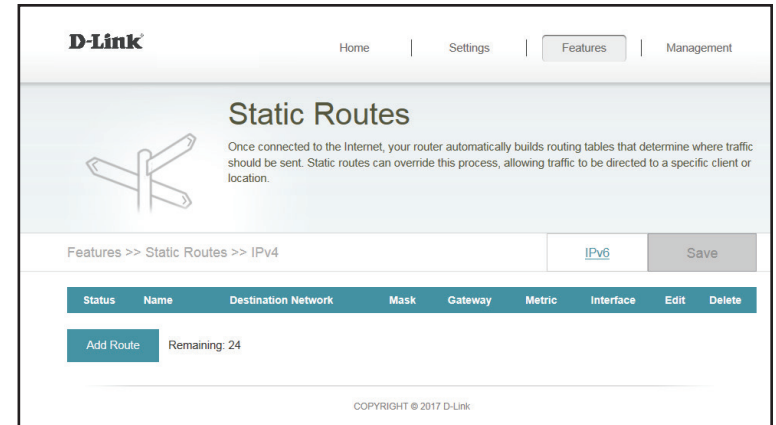 D-Link
Home | Settings | Features | Management
Static Routes
Once connected to the Internet, your router automatically builds routing tables that determine where traffic
should be sent. Static routes can override this process, allowing traffic to be directed to a specific client or
location.
Features >> Static Routes >> IPv4 IPv6 Save
Status Name Destination Network Mask Gateway Metric Interface Edit Delete
Add Route Remaining: 24
COPYRIGHT © 2017 D-Link